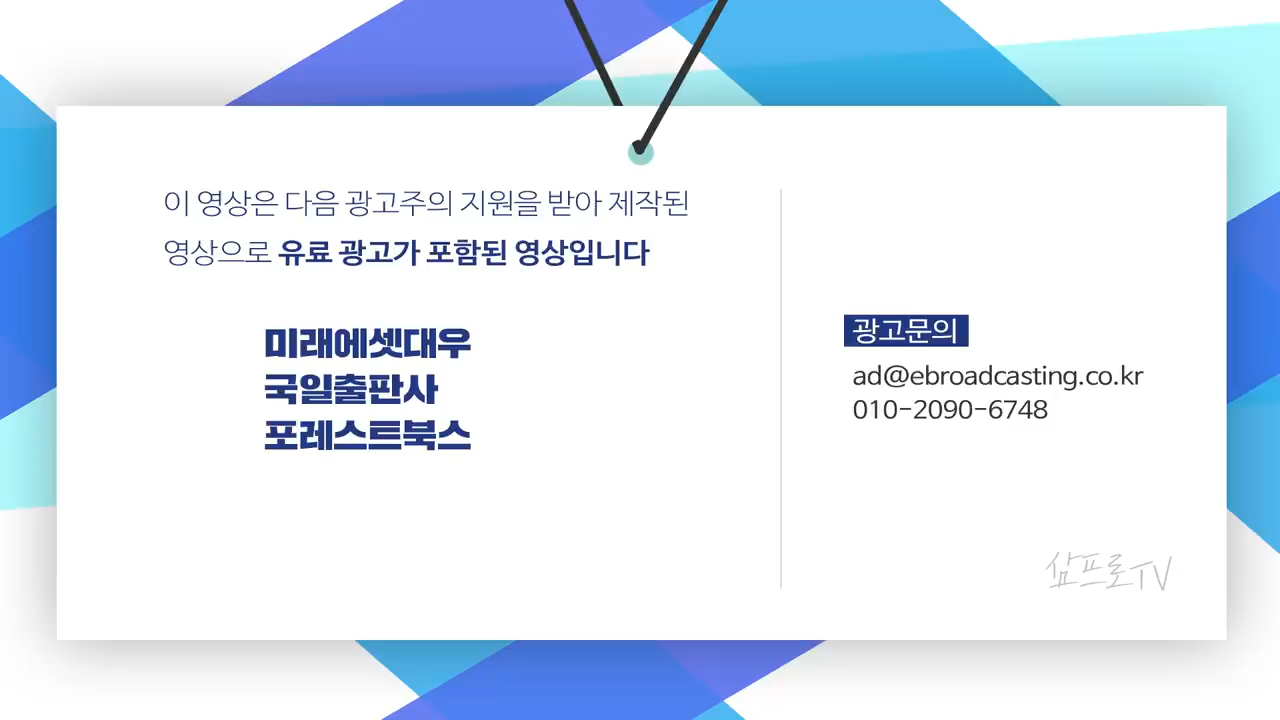 이 영상은 다음 광고주의 지원을 받아 제작된
영상으로 유료 광고가 포함된 영상입니다
미래에셋대우
국일출판사
포레스트북스
광고문의
ad@ebroadcasting.co.kr
010-2090-6748
삼프로TV